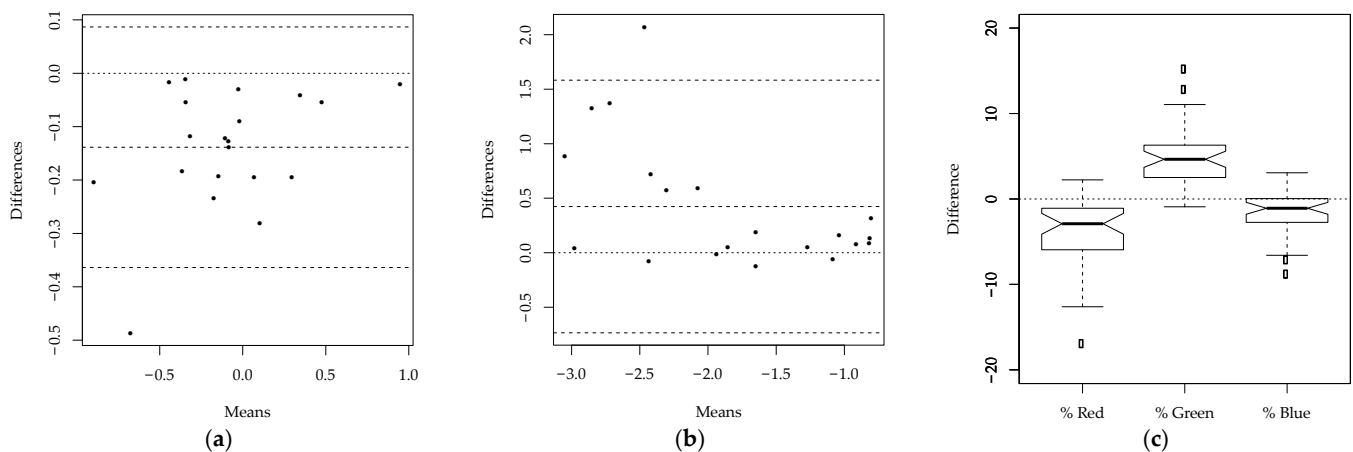 0.1
0.0
−0.1
−0.2
−0.3
−0.4
−0.5
Differences
−0.5 0.0 0.5 1.0
Means
(a)
2.0
1.5
1.0
0.5
0.0
−0.5
Differences
−3.0 −2.5 −2.0 −1.5 −1.0
Means
(b)
20
10
0
−10
−20
Difference
% Red % Green % Blue
(c)